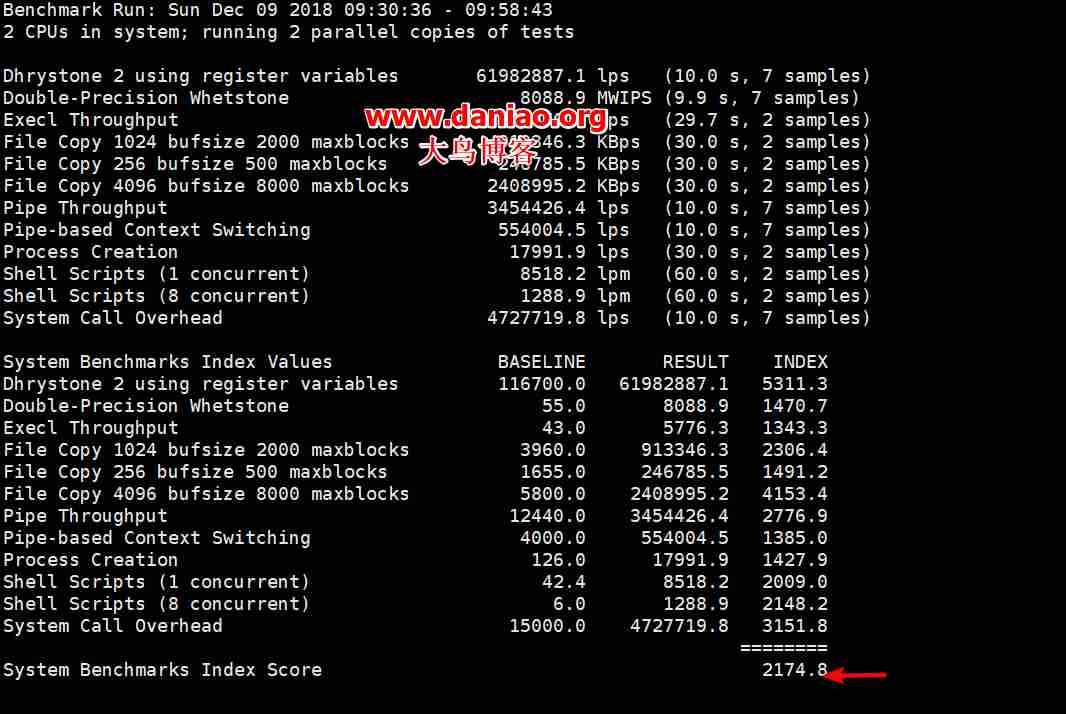 Benchmark Run: Sun Dec 09 2018 09:30:36 - 09:58:43
2 CPUs in system; running 2 parallel copies of tests
Dhrystone 2 using register variables 61982887.1 lps (10.0 s, 7 samples)
Double-Precision Whetstone 8088.9 MWIPS (9.9 s, 7 samples)
www.daniao.org
Execl Throughput (29.7 s, 2 samples)
File Copy 1024 bufsize 2000 maxblocks 913346.3 KBps (30.0 s, 2 samples)
大鸟博客
File Copy 256 bufsize 500 maxblocks 246785.5 KBps (30.0 s, 2 samples)
File Copy 4096 bufsize 8000 maxblocks 2408995.2 KBps (30.0 s, 2 samples)
Pipe Throughput 3454426.4 lps (10.0 s, 7 samples)
Pipe-based Context Switching 554004.5 lps (10.0 s, 7 samples)
Process Creation 17991.9 lps (30.0 s, 2 samples)
Shell Scripts (1 concurrent) 8518.2 lpm (60.0 s, 2 samples)
Shell Scripts (8 concurrent) 1288.9 lpm (60.0 s, 2 samples)
System Call Overhead 4727719.8 lps (10.0 s, 7 samples)
System Benchmarks Index Values BASELINE RESULT INDEX
Dhrystone 2 using register variables 116700.0 61982887.1 5311.3
Double-Precision Whetstone 55.0 8088.9 1470.7
Execl Throughput 43.0 5776.3 1343.3
File Copy 1024 bufsize 2000 maxblocks 3960.0 913346.3 2306.4
File Copy 256 bufsize 500 maxblocks 1655.0 246785.5 1491.2
File Copy 4096 bufsize 8000 maxblocks 5800.0 2408995.2 4153.4
Pipe Throughput 12440.0 3454426.4 2776.9
Pipe-based Context Switching 4000.0 554004.5 1385.0
Process Creation 126.0 17991.9 1427.9
Shell Scripts (1 concurrent) 42.4 8518.2 2009.0
Shell Scripts (8 concurrent) 6.0 1288.9 2148.2
System Call Overhead 15000.0 4727719.8 3151.8
========
System Benchmarks Index Score 2174.8